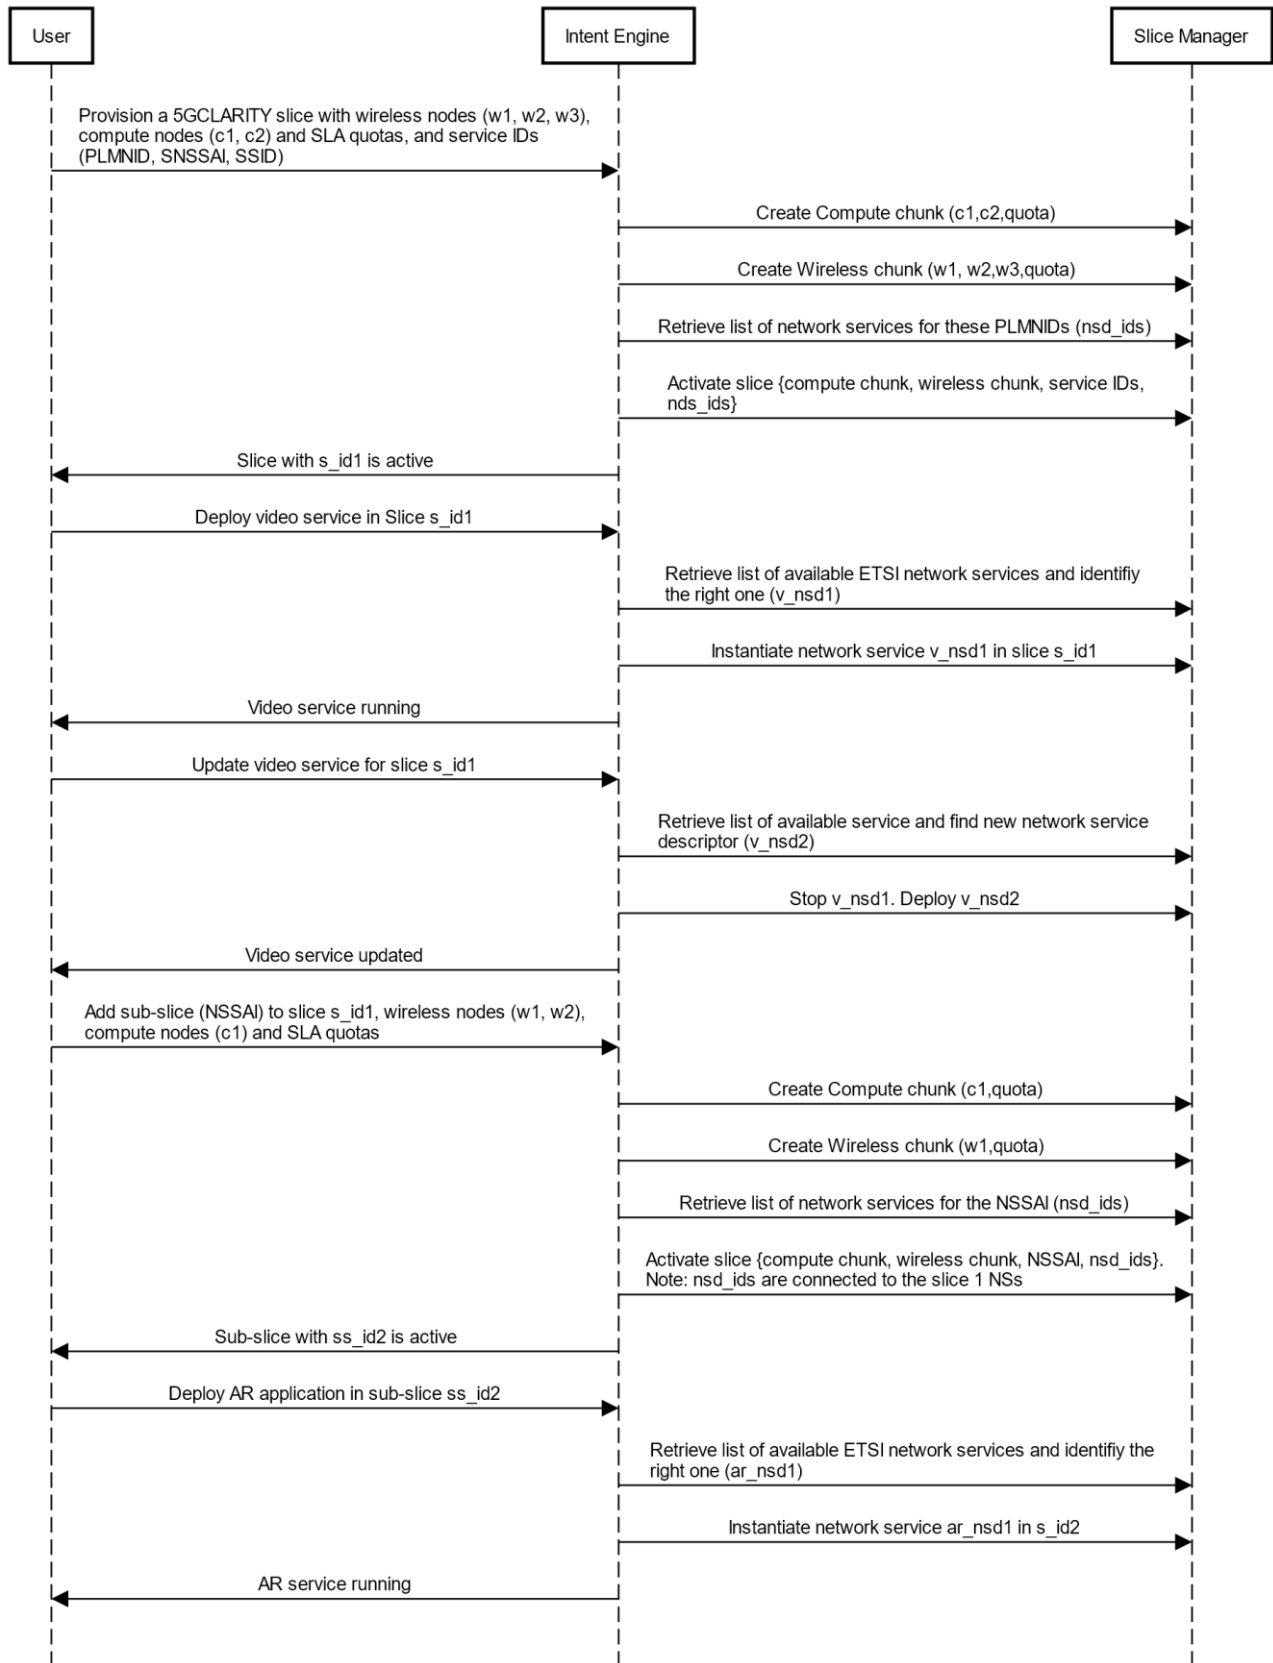 User
Intent Engine
Slice Manager
Provision a 5GCLARITY slice with wireless nodes (w1, w2, w3),
compute nodes (c1, c2) and SLA quotas, and service IDs
(PLMNID, SNSSAI, SSID)
Create Compute chunk (c1,c2,quota)
Create Wireless chunk (w1, w2,w3,quota)
Retrieve list of network services for these PLMNIDs (nsd_ids)
Activate slice {compute chunk, wireless chunk, service IDs,
nds_ids}
Slice with s_id1 is active
Deploy video service in Slice s_id1
Retrieve list of available ETSI network services and identifiy
the right one (v_nsd1)
Instantiate network service v_nsd1 in slice s_id1
Video service running
Update video service for slice s_id1
Retrieve list of available service and find new network service
descriptor (v_nsd2)
Stop v_nsd1. Deploy v_nsd2
Video service updated
Add sub-slice (NSSAI) to slice s_id1, wireless nodes (w1, w2),
compute nodes (c1) and SLA quotas
Create Compute chunk (c1,quota)
Create Wireless chunk (w1,quota)
Retrieve list of network services for the NSSAI (nsd_ids)
Activate slice {compute chunk, wireless chunk, NSSAI, nsd_ids}.
Note: nsd_ids are connected to the slice 1 NSs
Sub-slice with ss_id2 is active
Deploy AR application in sub-slice ss_id2
Retrieve list of available ETSI network services and identifiy the
right one (ar_nsd1)
Instantiate network service ar_nsd1 in s_id2
AR service running